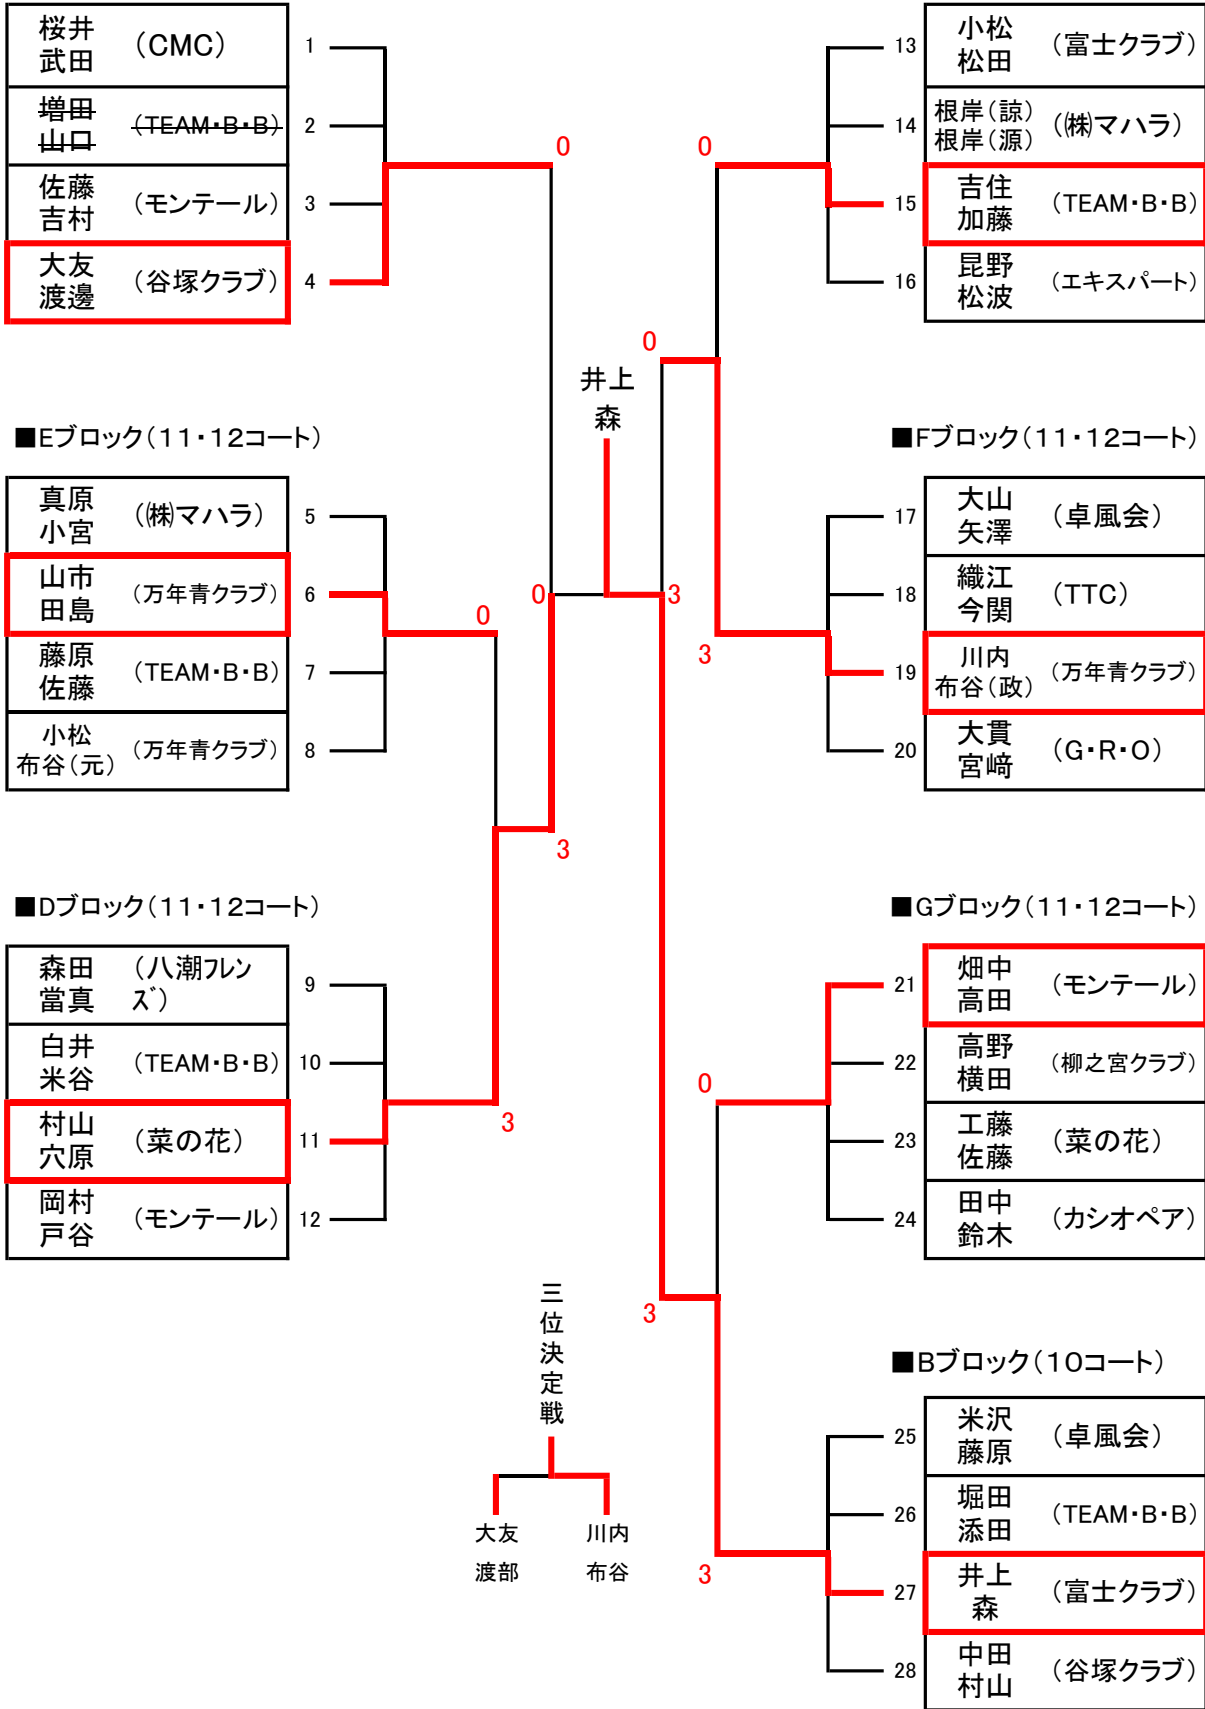 桜井
武田
(CMC)
1
増田
山口
(TEAM・B・B)
2
佐藤
吉村
(モンテール)
3
大友
渡邊
(谷塚クラブ)
4
■Eブロック(11・12コート)
真原
小宮
(㈱マハラ)
5
山市
田島
(万年青クラブ)
6
藤原
佐藤
(TEAM・B・B)
7
小松
布谷(元)
(万年青クラブ)
8
■Dブロック(11・12コート)
森田
當真
(八潮フレン
ズ)
9
白井
米谷
(TEAM・B・B)
10
村山
穴原
(菜の花)
11
岡村
戸谷
(モンテール)
12
0
0
0
3
3
井上
森
3
0
0
3
0
3
3
三位決定戦
大友
渡部
川内
布谷
13
小松
松田
(富士クラブ)
14
根岸(諒)
根岸(源)
(㈱マハラ)
15
吉住
加藤
(TEAM・B・B)
16
昆野
松波
(エキスパート)
■Fブロック(11・12コート)
17
大山
矢澤
(卓風会)
18
織江
今関
(TTC)
19
川内
布谷(政)
(万年青クラブ)
20
大貫
宮﨑
(G・R・O)
■Gブロック(11・12コート)
21
畑中
高田
(モンテール)
22
高野
横田
(柳之宮クラブ)
23
工藤
佐藤
(菜の花)
24
田中
鈴木
(カシオペア)
■Bブロック(10コート)
25
米沢
藤原
(卓風会)
26
堀田
添田
(TEAM・B・B)
27
井上
森
(富士クラブ)
28
中田
村山
(谷塚クラブ)